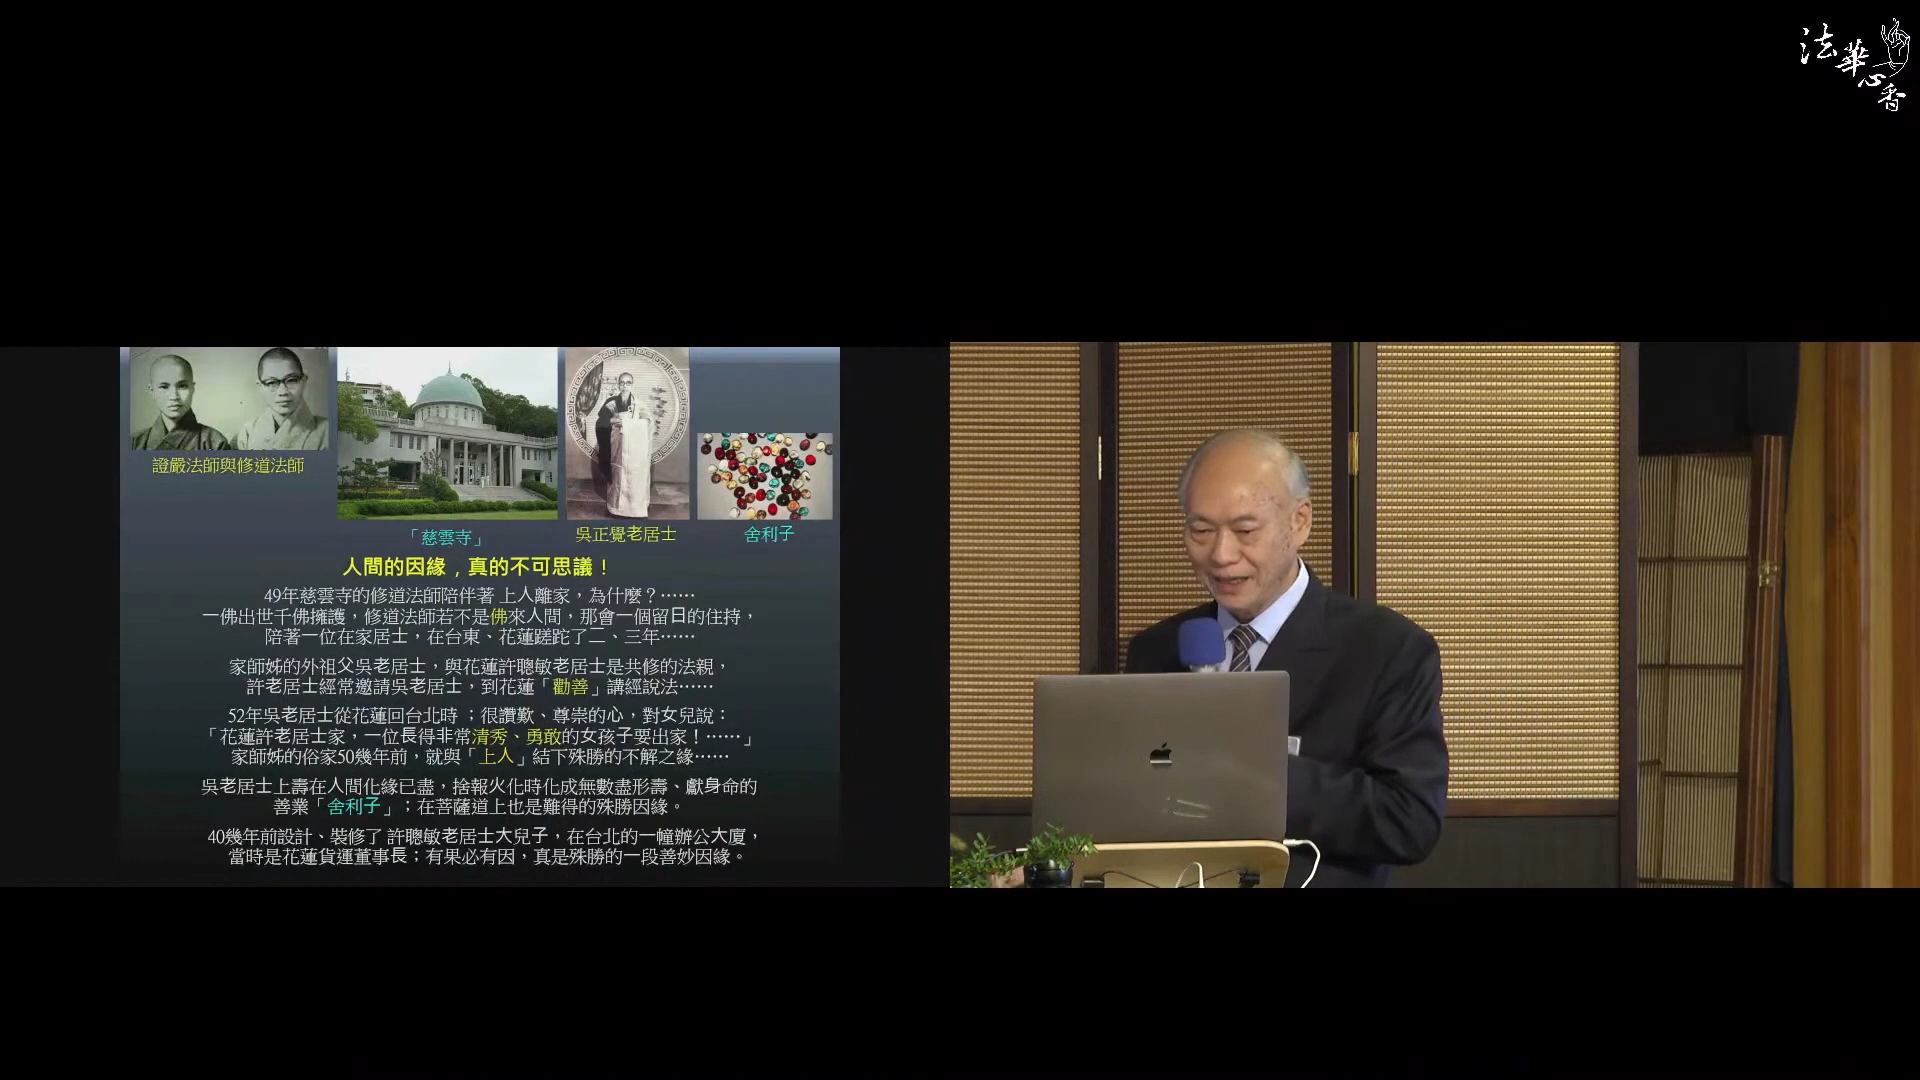 法華心香
證嚴法師與修道法師
「慈雲寺」
吳正覺老居士
舍利子
人間的因緣，真的不可思議！
49年慈雲寺的修道法師陪伴著 上人離家，為什麼？⋯⋯
一佛出世千佛擁護，修道法師若不是佛來人間，那會一個留日的住持，
陪著一位在家居士，在台東、花蓮蹉跎了二、三年⋯⋯
家師姊的外祖父吳老居士，與花蓮許聰敏老居士是共修的法親，
許老居士經常邀請吳老居士，到花蓮「勸善」講經說法⋯⋯
52年吳老居士從花蓮回台北時 ；很讚歎、尊崇的心，對女兒說：
「花蓮許老居士家，一位長得非常清秀、勇敢的女孩子要出家！⋯⋯」
家師姊的俗家50幾年前，就與「上人」結下殊勝的不解之緣⋯⋯
吳老居士上壽在人間化緣已盡，捨報火化時化成無數盡形壽、獻身命的
善業「舍利子」；在菩薩道上也是難得的殊勝因緣。
40幾年前設計、裝修了 許聰敏老居士大兒子，在台北的一幢辦公大廈，
當時是花蓮貨運董事長；有果必有因，真是殊勝的一段善妙因緣。